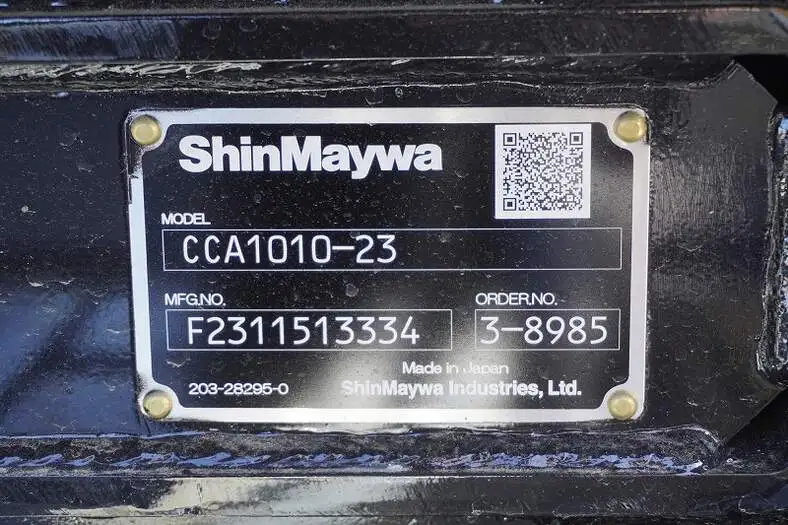 ShinMaywa
MODEL
CCA1010-23
MFG.NO. ORDER.NO.
F2311513334 3-8985
Made in Japan
203-28295-0 ShinMaywa Industries, Ltd.